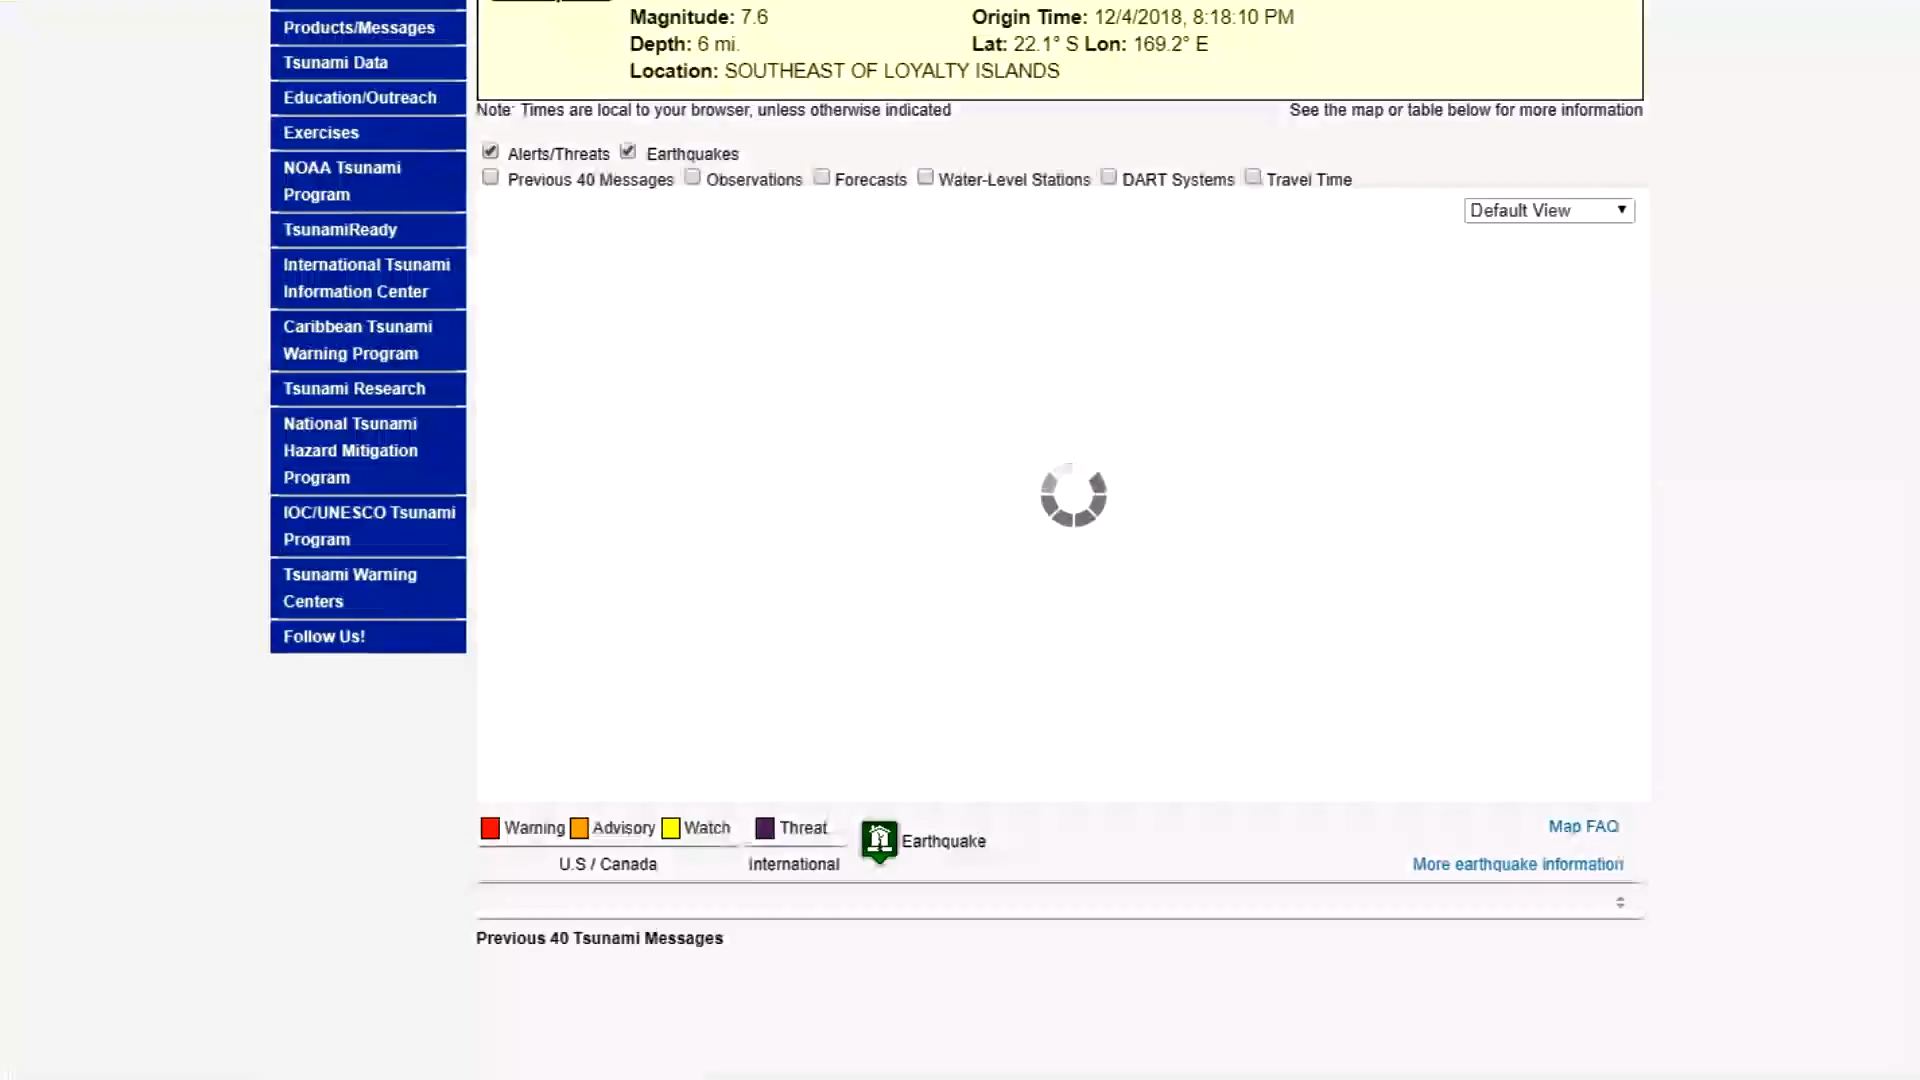 Products/Messages
Tsunami Data
Education/Outreach
Exercises
NOAA Tsunami
Program
TsunamiReady
International Tsunami
Information Center
Caribbean Tsunami
Warning Program
Tsunami Research
National Tsunami
Hazard Mitigation
Program
IOC/UNESCO Tsunami
Program
Tsunami Warning
Centers
Follow Us!
Magnitude: 7.6 Origin Time: 12/4/2018, 8:18:10 PM
Depth: 6 mi. Lat: 22.1° S Lon: 169.2° E
Location: SOUTHEAST OF LOYALTY ISLANDS
Note: Times are local to your browser, unless otherwise indicated See the map or table below for more information
Alerts/Threats Earthquakes
Previous 40 Messages Observations Forecasts Water-Level Stations DART Systems Travel Time
Default View
Warning Advisory Watch Threat Earthquake Map FAQ
U.S / Canada International More earthquake information
Previous 40 Tsunami Messages